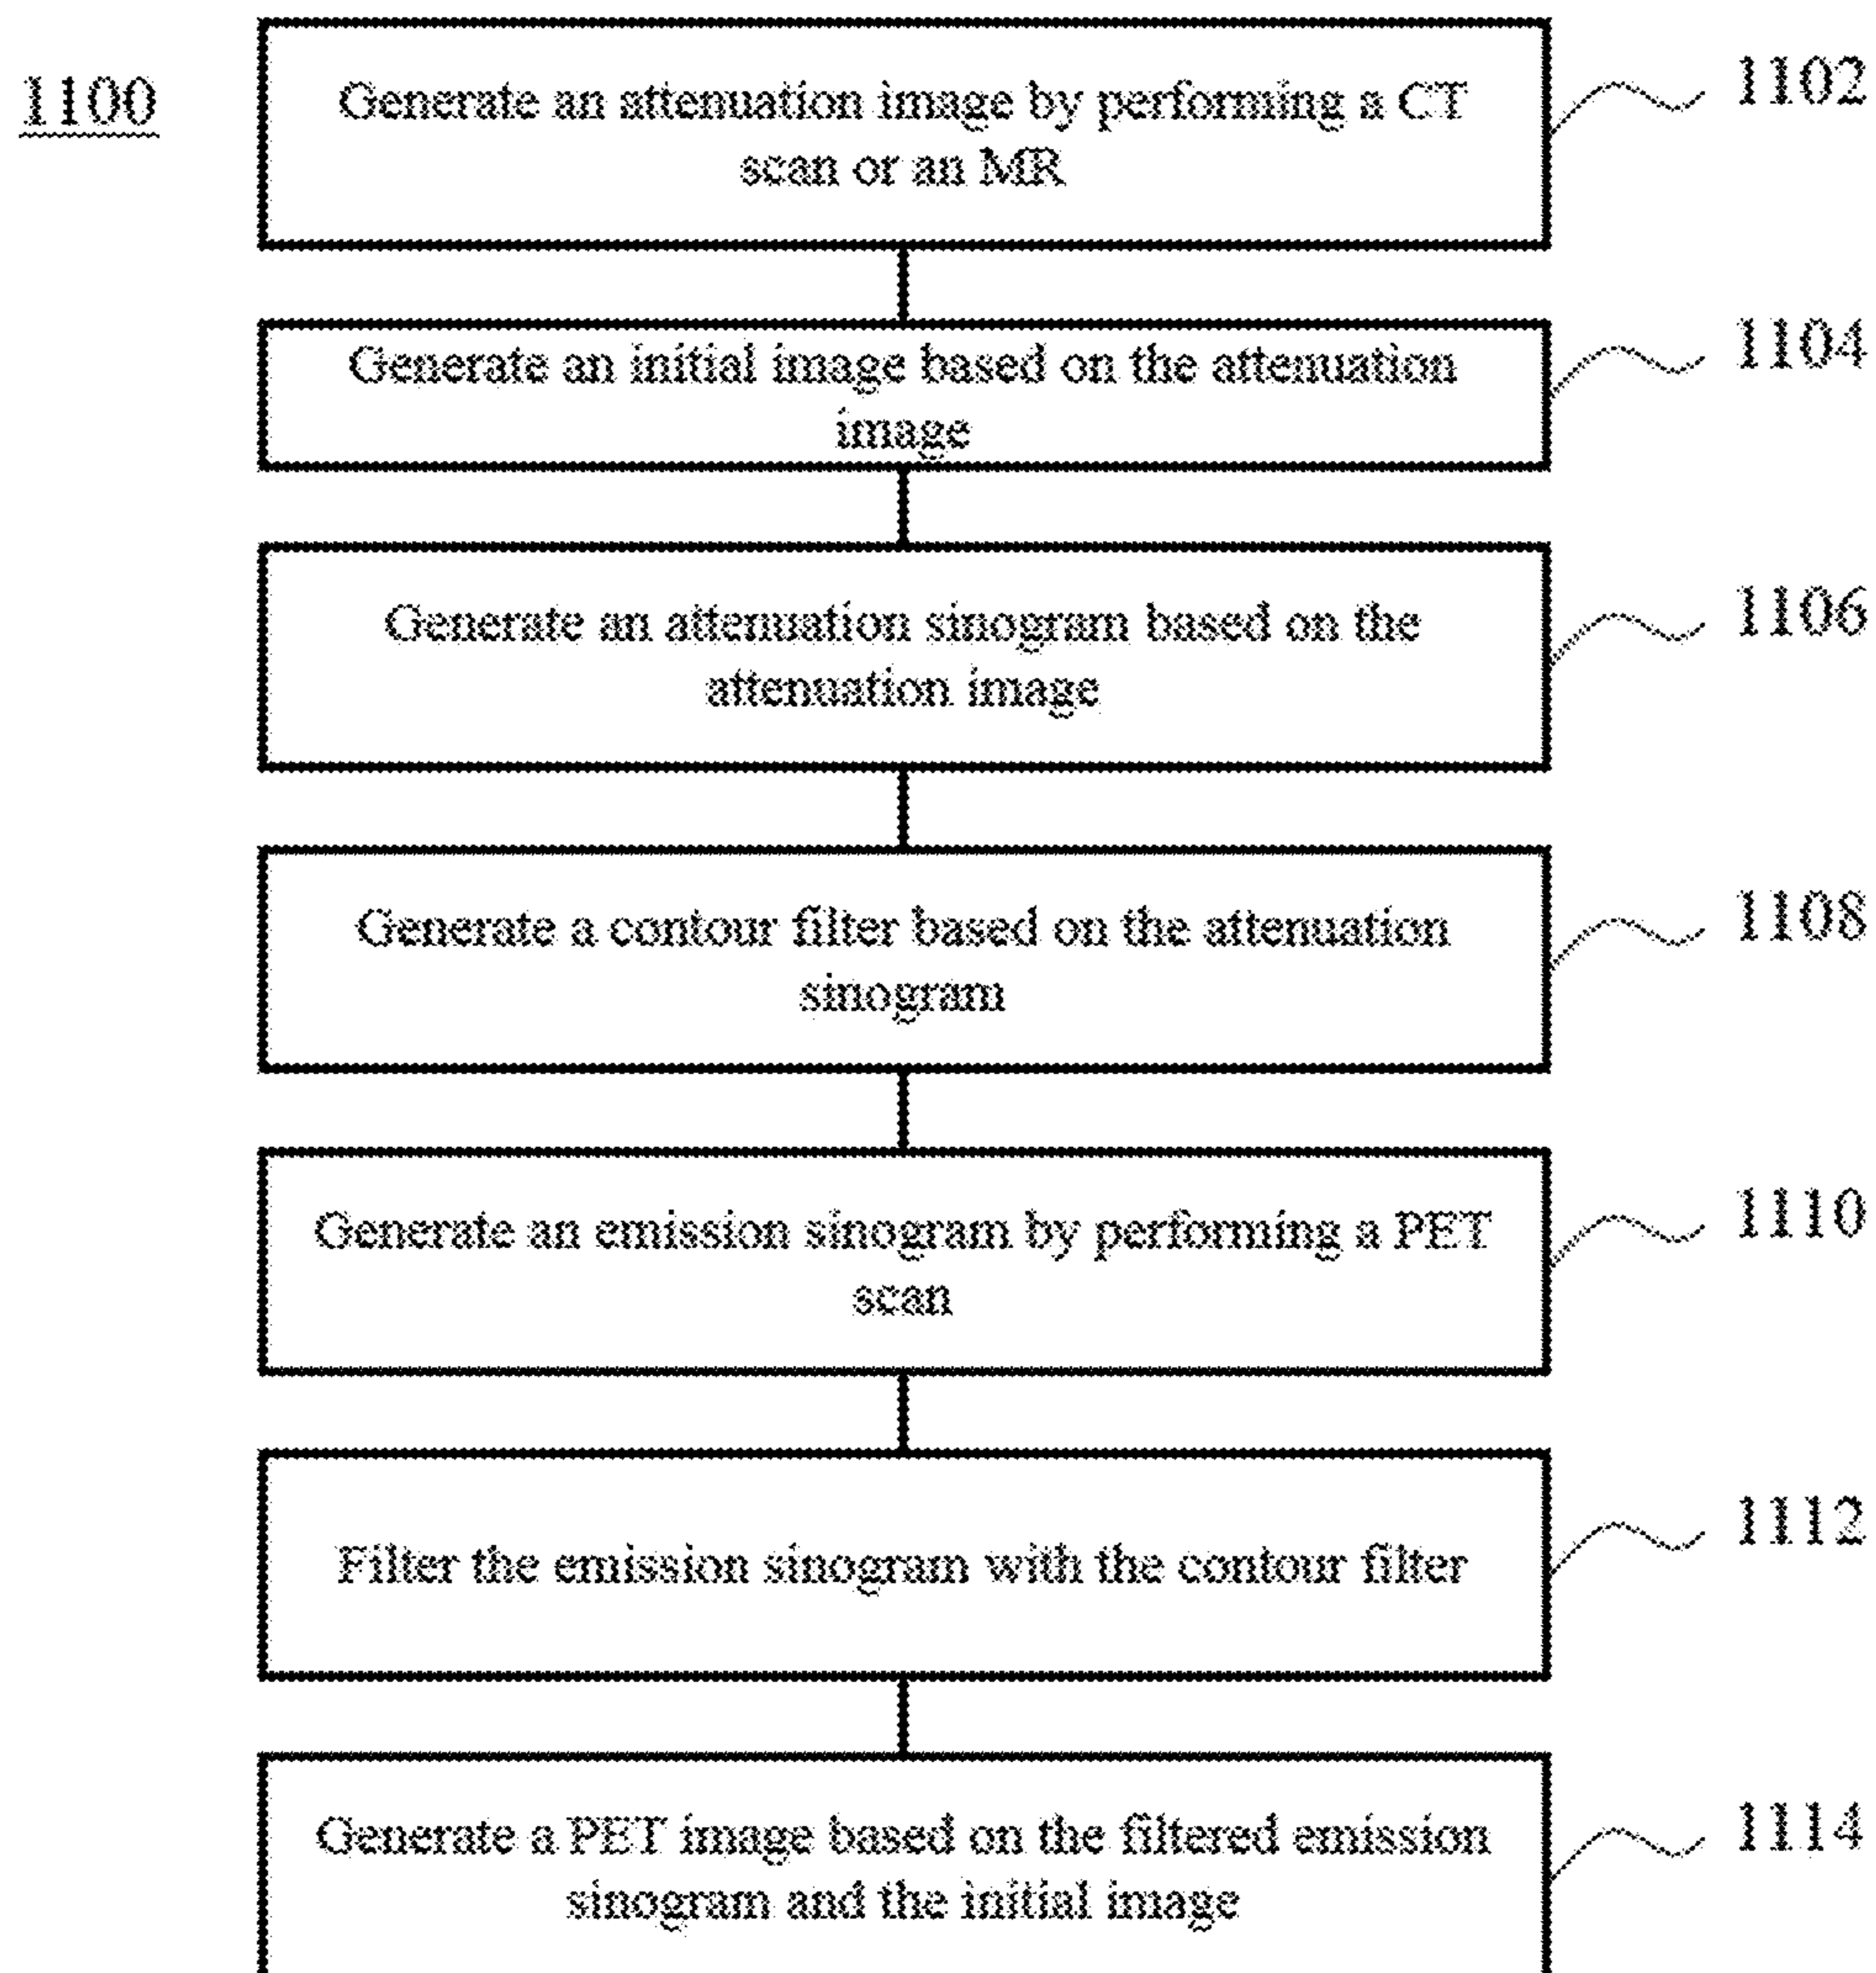 1100
Generate an attenuation image by performing a CT
scan or an MR
1102
Generate an initial image based on the attenuation
image
1104
Generate an attenuation sinogram based on the
attenuation image
1106
Generate a contour filter based on the attenuation
sinogram
1108
Generate an emission sinogram by performing a PET
scan
1110
Filter the emission sinogram with the contour filter
1112
Generate a PET image based on the filtered emission
sinogram and the initial image
1114